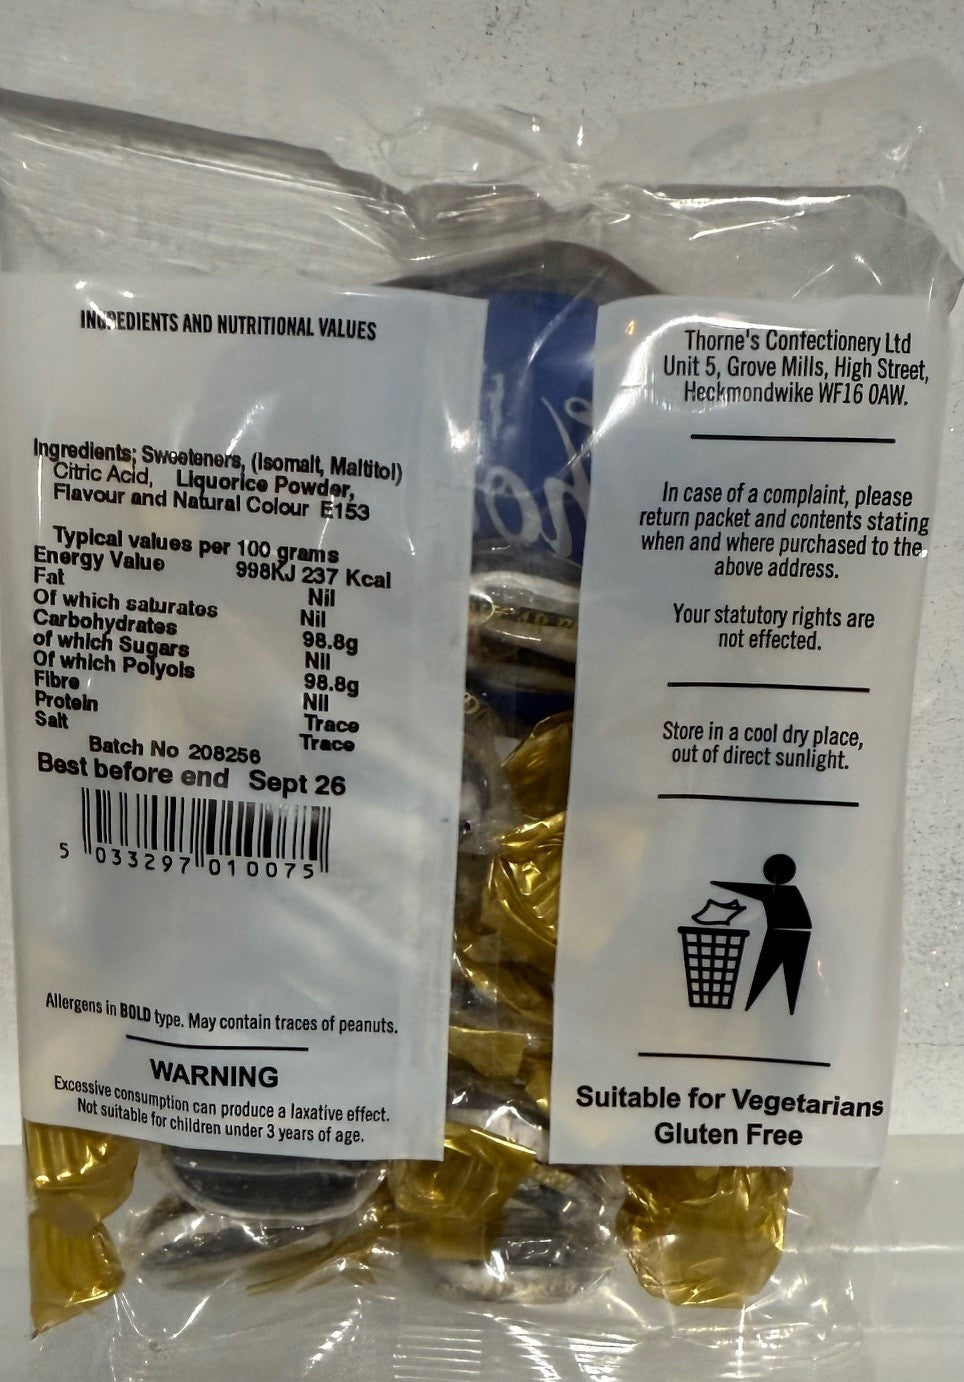 INGREDIENTS AND NUTRITIONAL VALUES
Ingredients; Sweeteners, (Isomalt, Maltitol)
Citric Acid, Liquorice Powder,
Flavour and Natural Colour E153
Typical values per 100 grams
Energy Value 998KJ 237 Kcal
Fat Nil
Of which saturates Nil
Carbohydrates 98.8g
of which Sugars Nil
Of which Polyols 98.8g
Fibre Nil
Protein Trace
Salt Trace
Batch No 208256
Best before end Sept 26
5 033297 010075
Allergens in BOLD type. May contain traces of peanuts.
WARNING
Excessive consumption can produce a laxative effect.
Not suitable for children under 3 years of age.
Thorne's Confectionery Ltd
Unit 5, Grove Mills, High Street,
Heckmondwike WF16 0AW.
In case of a complaint, please
return packet and contents stating
when and where purchased to the
above address.
Your statutory rights are
not effected.
Store in a cool dry place,
out of direct sunlight.
Suitable for Vegetarians
Gluten Free